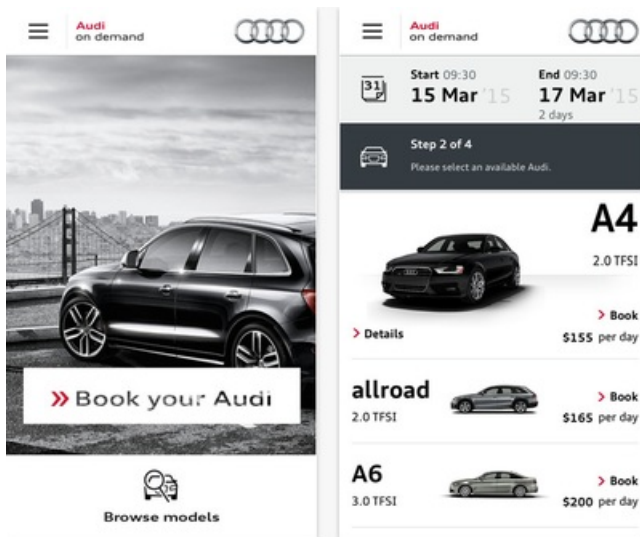 Audi
on demand
Book your Audi
Browse models
Audi
on demand
31
Start 09:30
End 09:30
15 Mar '15
17 Mar '15
2 days
Step 2 of 4
Please select an available Audi.
A4
2.0 TFSI
Details
Book
$155 per day
allroad
2.0 TFSI
Book
$165 per day
A6
3.0 TFSI
Book
$200 per day